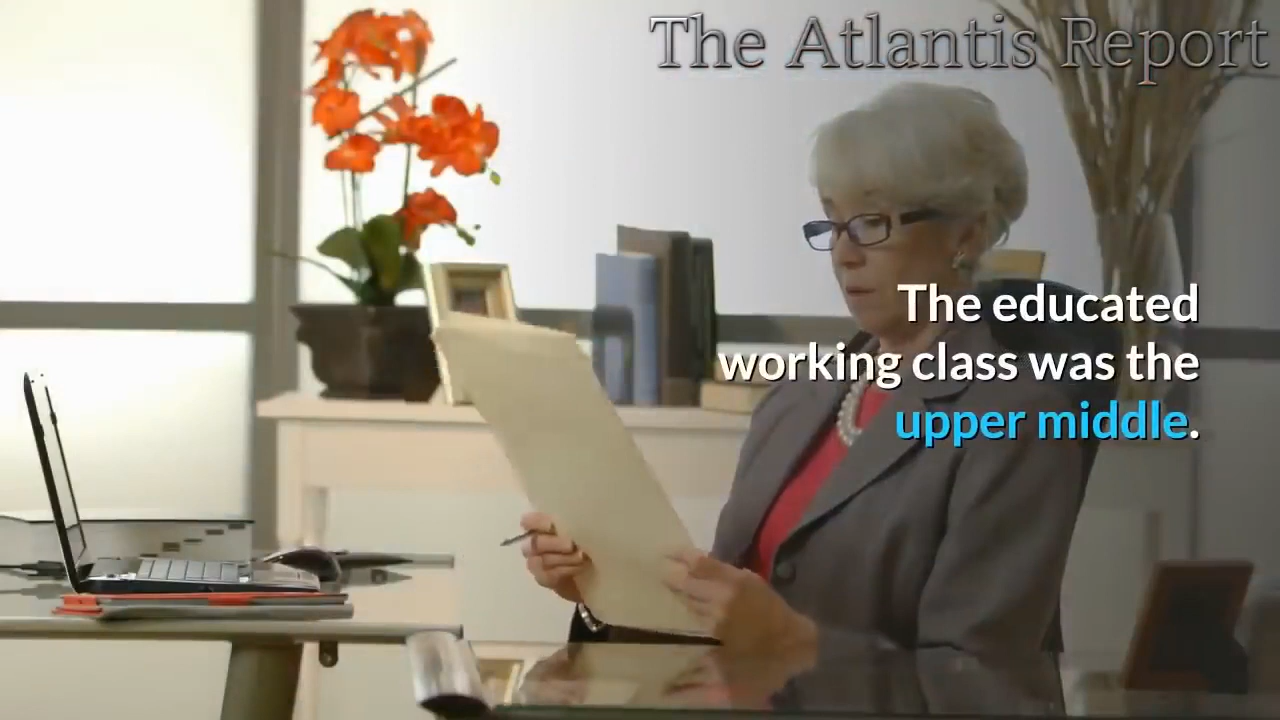 The Atlantis Report
The educated
working class was the
upper middle.